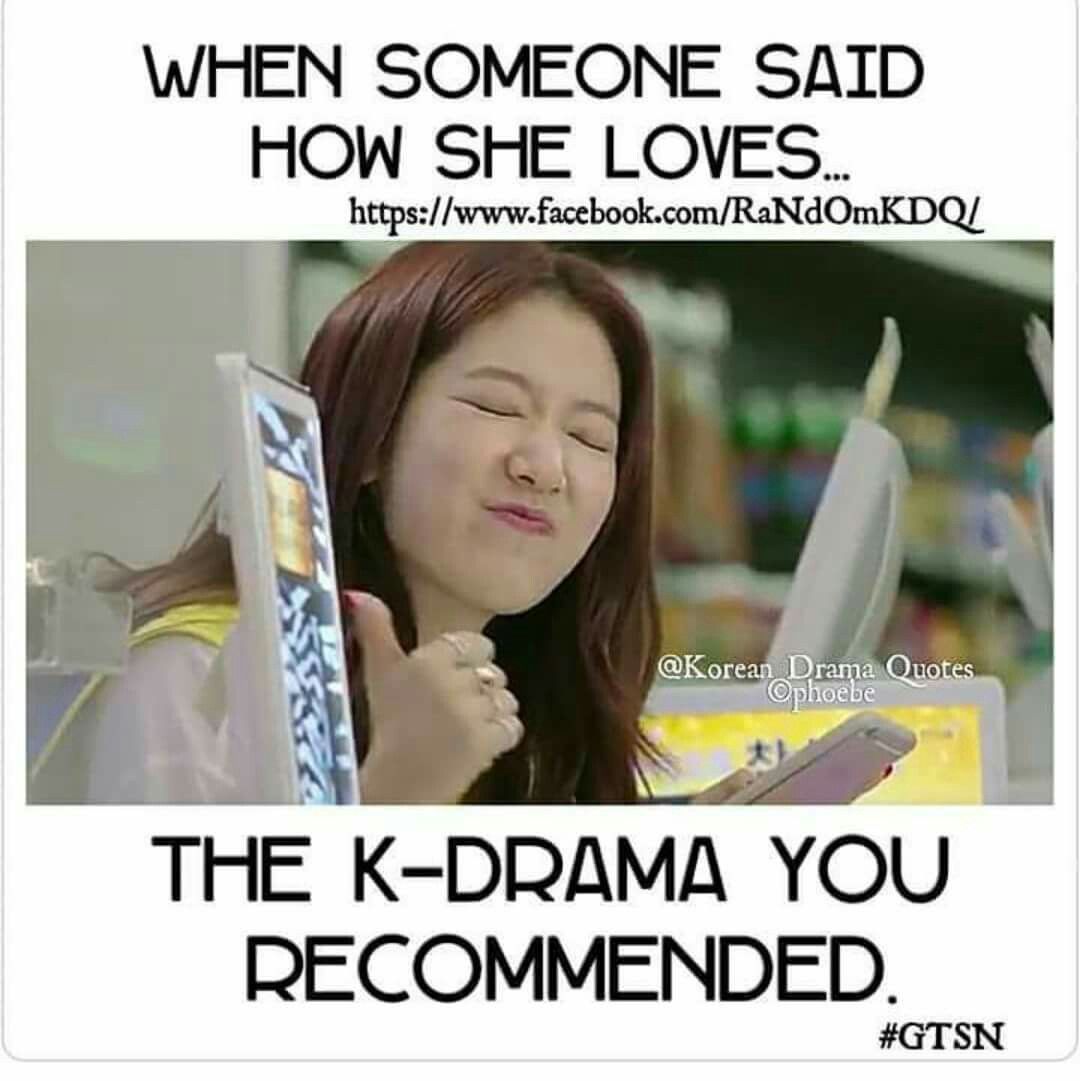 WHEN SOMEONE SAID
HOW SHE LOVES...
https://www.facebook.com/RaNdOmKDQ/
@Korean Drama Quotes
©phoebe
THE K-DRAMA YOU
RECOMMENDED.
#GTSN